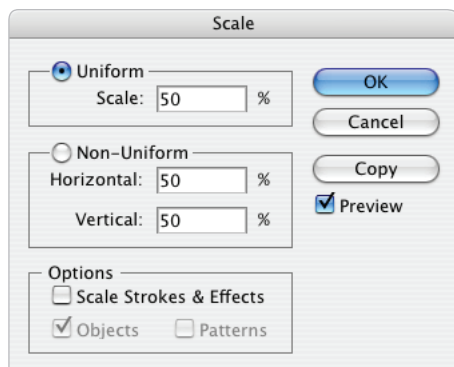 Scale
Uniform
Scale: 50 %
OK
Cancel
Non-Uniform
Horizontal: 50 %
Vertical: 50 %
Copy
Preview
Options
Scale Strokes & Effects
Objects Patterns